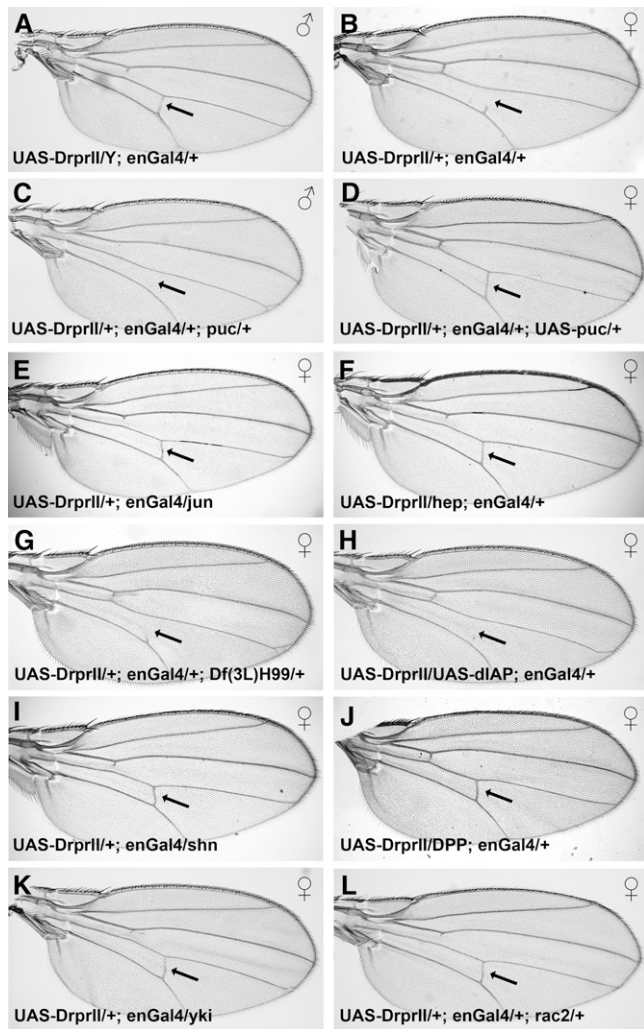 A ♂
UAS-DrprII/Y; enGal4/+
B ♀
UAS-DrprII/+; enGal4/+
C ♂
UAS-DrprII/+; enGal4/+; puc/+
D ♀
UAS-DrprII/+; enGal4/+; UAS-puc/+
E ♀
UAS-DrprII/+; enGal4/jun
F ♀
UAS-DrprII/hep; enGal4/+
G ♀
UAS-DrprII/+; enGal4/+; Df(3L)H99/+
H ♀
UAS-DrprII/UAS-dIAP; enGal4/+
I ♀
UAS-DrprII/+; enGal4/shn
J ♀
UAS-DrprII/DPP; enGal4/+
K ♀
UAS-DrprII/+; enGal4/yki
L ♀
UAS-DrprII/+; enGal4/+; rac2/+